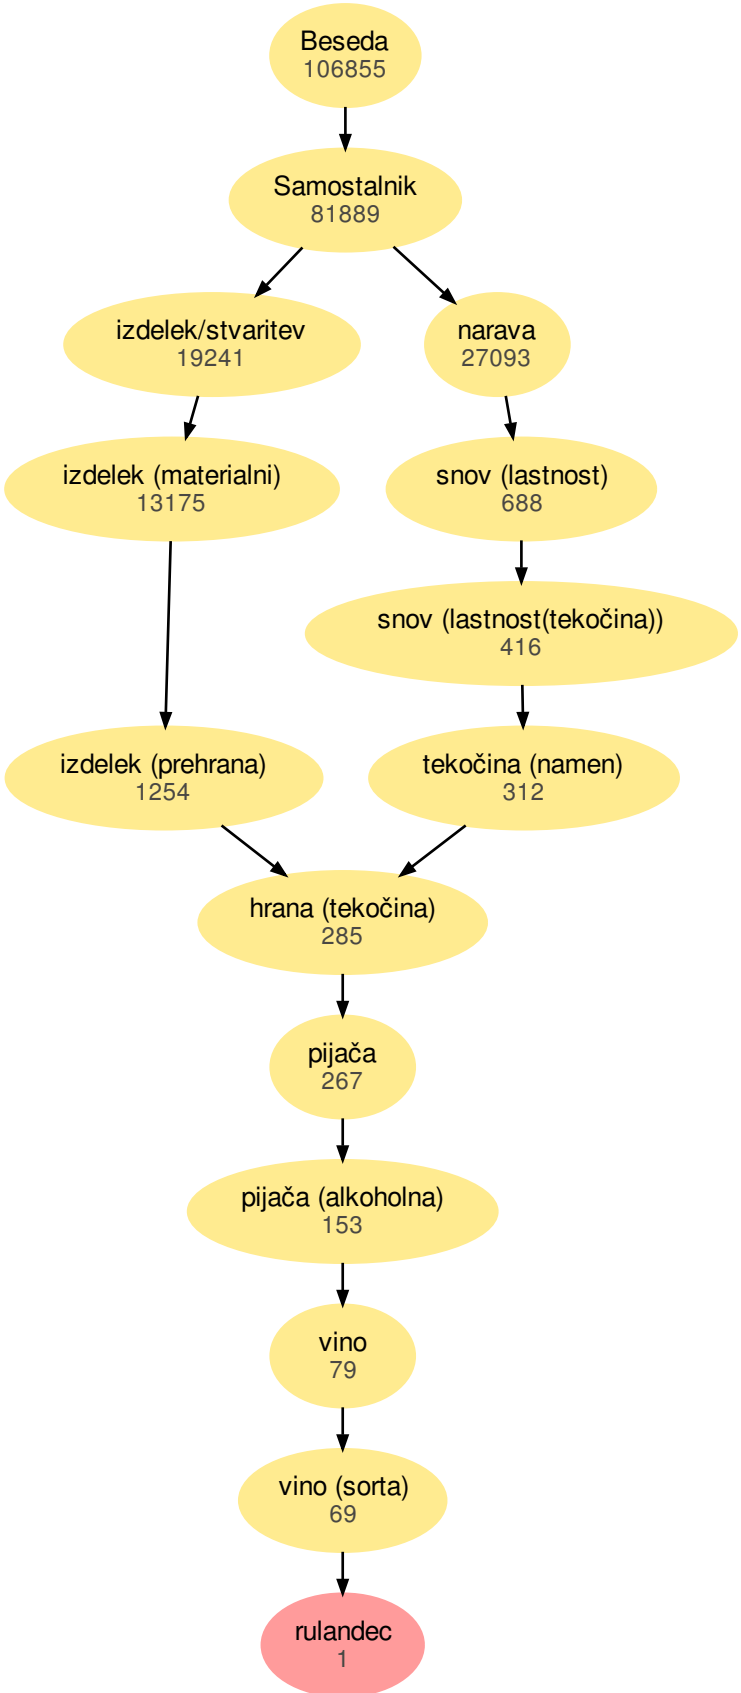 Beseda
106855
Samostalnik
81889
izdelek/stvaritev
19241
narava
27093
izdelek (materialni)
13175
snov (lastnost)
688
snov (lastnost(tekočina))
416
izdelek (prehrana)
1254
tekočina (namen)
312
hrana (tekočina)
285
pijača
267
pijača (alkoholna)
153
vino
79
vino (sorta)
69
rulandec
1